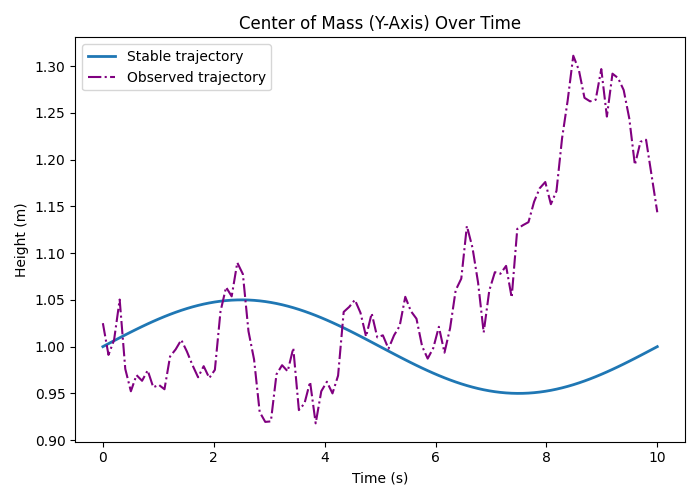 Center of Mass (Y-Axis) Over Time
Stable trajectory
Observed trajectory
Height (m)
1.30
1.25
1.20
1.15
1.10
1.05
1.00
0.95
0.90
0 2 4 6 8 10
Time (s)